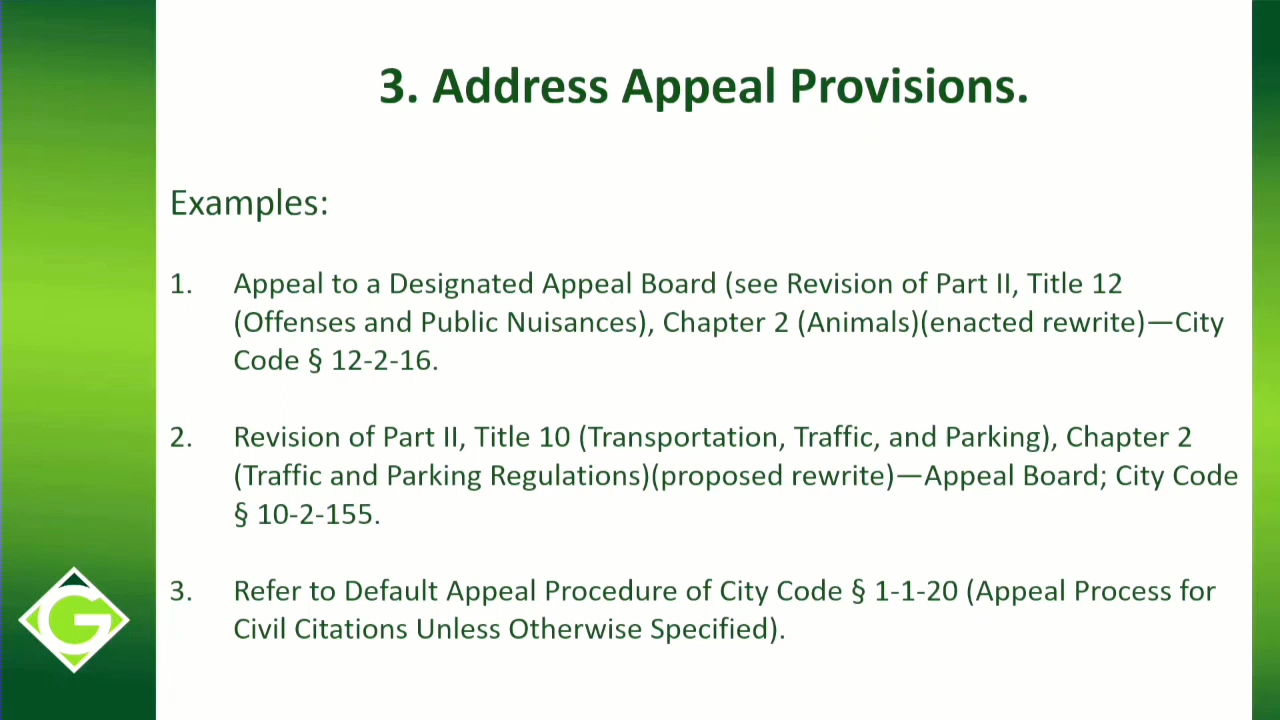 3. Address Appeal Provisions.
Examples:
1. Appeal to a Designated Appeal Board (see Revision of Part II, Title 12
(Offenses and Public Nuisances), Chapter 2 (Animals)(enacted rewrite)—City
Code § 12-2-16.
2. Revision of Part II, Title 10 (Transportation, Traffic, and Parking), Chapter 2
(Traffic and Parking Regulations)(proposed rewrite)—Appeal Board; City Code
§ 10-2-155.
3. Refer to Default Appeal Procedure of City Code § 1-1-20 (Appeal Process for
Civil Citations Unless Otherwise Specified).
G